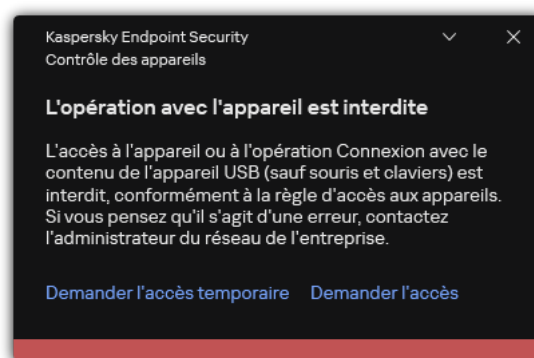 Kaspersky Endpoint Security
Contrôle des appareils
L'opération avec l'appareil est interdite
L'accès à l'appareil ou à l'opération Connexion avec le
contenu de l'appareil USB (sauf souris et claviers) est
interdit, conformément à la règle d'accès aux appareils.
Si vous pensez qu'il s'agit d'une erreur, contactez
l'administrateur du réseau de l'entreprise.
Demander l'accès temporaire Demander l'accès